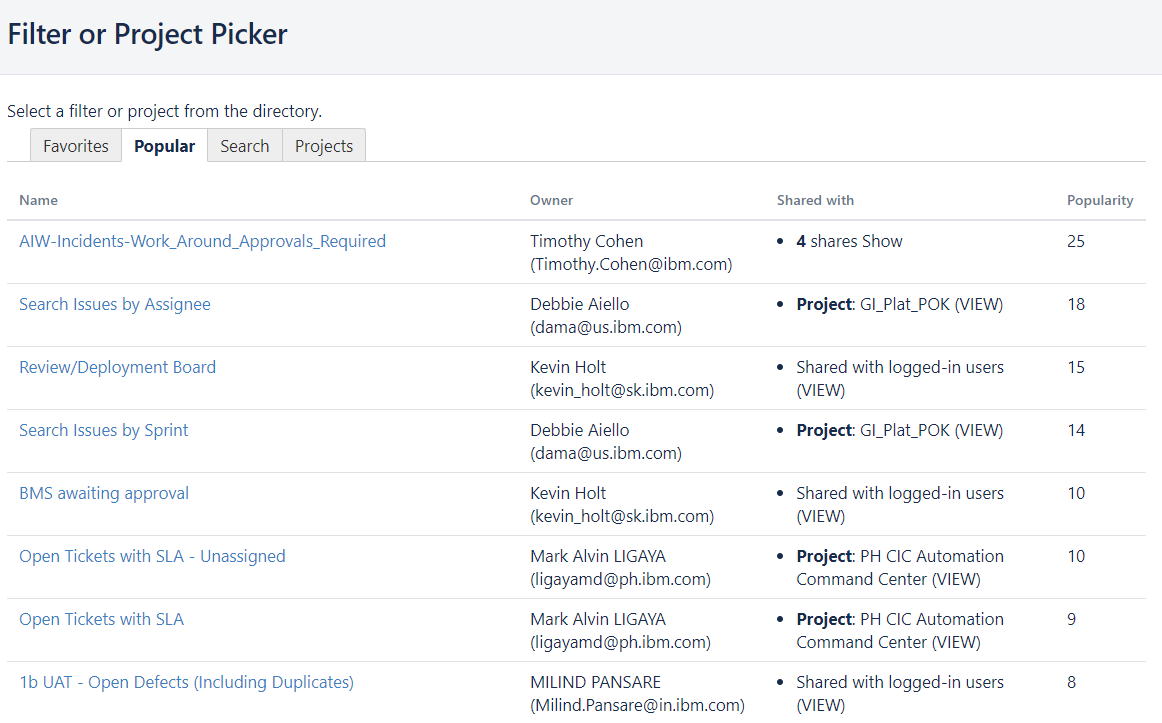 Filter or Project Picker
Select a filter or project from the directory.
Favorites Popular Search Projects
Name Owner Shared with Popularity
AIW-Incidents-Work_Around_Approvals_Required Timothy Cohen • 4 shares Show 25
(Timothy.Cohen@ibm.com)
Search Issues by Assignee Debbie Aiello • Project: GI_Plat_POK (VIEW) 18
(dama@us.ibm.com)
Review/Deployment Board Kevin Holt • Shared with logged-in users 15
(kevin_holt@sk.ibm.com) (VIEW)
Search Issues by Sprint Debbie Aiello • Project: GI_Plat_POK (VIEW) 14
(dama@us.ibm.com)
BMS awaiting approval Kevin Holt • Shared with logged-in users 10
(kevin_holt@sk.ibm.com) (VIEW)
Open Tickets with SLA - Unassigned Mark Alvin LIGAYA • Project: PH CIC Automation 10
(ligayamd@ph.ibm.com) Command Center (VIEW)
Open Tickets with SLA Mark Alvin LIGAYA • Project: PH CIC Automation 9
(ligayamd@ph.ibm.com) Command Center (VIEW)
1b UAT - Open Defects (Including Duplicates) MILIND PANSARE • Shared with logged-in users 8
(Milind.Pansare@in.ibm.com) (VIEW)